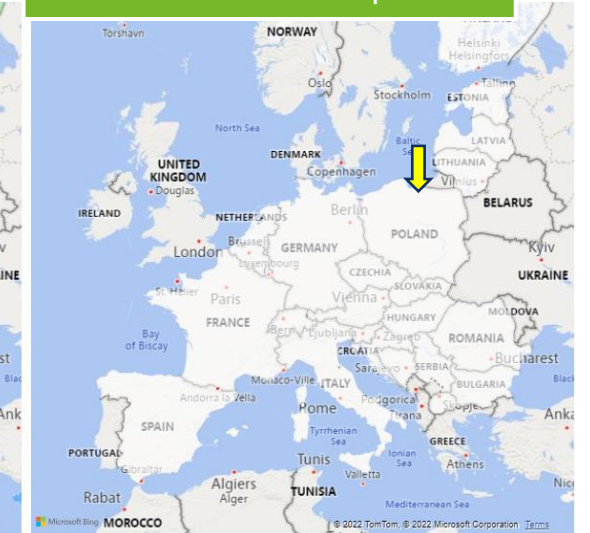 Torshavn
NORWAY
Helsinki
Helsingfors
Oslo
Tallinn
Stockholm
ESTONIA
North Sea
Baltic
LATVIA
DENMARK
LITHUANIA
UNITED
KINGDOM
Copenhagen
Vilnius
Douglas
BELARUS
IRELAND
NETHERLANDS
Berlin
POLAND
London
Brussels
GERMANY
Kyiv
Luxembourg
CZECHIA
UKRAINE
INE
St. Helier
Paris
SLOVAKIA
Vienna
HUNGARY
MOLDOVA
FRANCE
Bern
Ljubljana
Zagreb
ROMANIA
Bay
of Biscay
CROATIA
Bucharest
Sarajevo
SERBIA
Monaco-Ville
ITALY
BULGARIA
Black
Andorra la Vella
Podgorica
Skopje
Rome
Tirana
Anka
SPAIN
Tyrrhenian
Sea
GREECE
PORTUGAL
Ionian
Sea
Athens
Gibraltar
Tunis
Valletta
Algiers
Alger
TUNISIA
Rabat
Mediterranean Sea
Microsoft Bing
MOROCCO
© 2022 TomTom, © 2022 Microsoft Corporation Terms